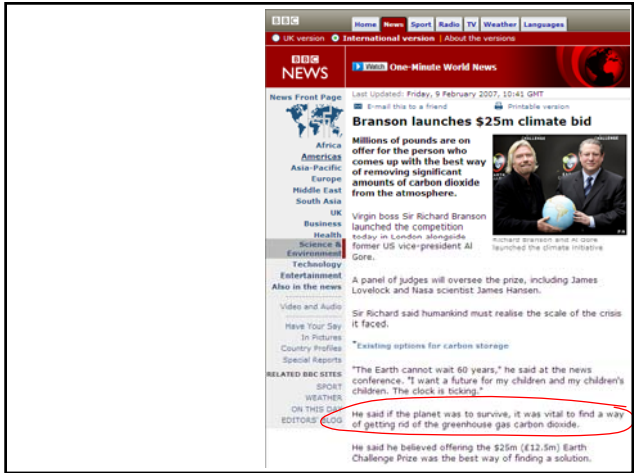 BBC
Home News Sport Radio TV Weather Languages
UK version International version | About the versions
BBC
NEWS
Watch One-Minute World News
News Front Page
Africa
Americas
Asia-Pacific
Europe
Middle East
South Asia
UK
Business
Health
Science &
Environment
Technology
Entertainment
Also in the news
Video and Audio
Have Your Say
In Pictures
Country Profiles
Special Reports
RELATED BBC SITES
SPORT
WEATHER
ON THIS DAY
EDITORS' BLOG
Last Updated: Friday, 9 February 2007, 10:41 GMT
E-mail this to a friend Printable version
Branson launches $25m climate bid
Millions of pounds are on
offer for the person who
comes up with the best way
of removing significant
amounts of carbon dioxide
from the atmosphere.
Virgin boss Sir Richard Branson
launched the competition
today in London alongside
former US vice-president Al
Gore.
Richard Branson and Al Gore
launched the climate initiative
A panel of judges will oversee the prize, including James
Lovelock and Nasa scientist James Hansen.
Sir Richard said humankind must realise the scale of the crisis
it faced.
Existing options for carbon storage
"The Earth cannot wait 60 years," he said at the news
conference. "I want a future for my children and my children's
children. The clock is ticking."
He said if the planet was to survive, it was vital to find a way
of getting rid of the greenhouse gas carbon dioxide.
He said he believed offering the $25m (£12.5m) Earth
Challenge Prize was the best way of finding a solution.